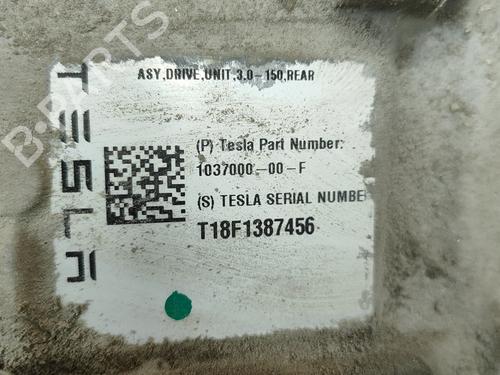 TESLA
ASY,DRIVE,UNIT,3.0-150,REAR
(P) Tesla Part Number:
1037000-00-F
(S) TESLA SERIAL NUMBE
T18F1387456
B-PARTS